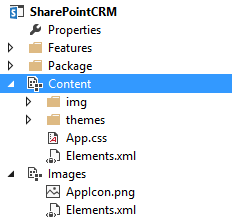 SharePointCRM
Properties
Features
Package
Content
img
themes
App.css
Elements.xml
Images
AppIcon.png
Elements.xml